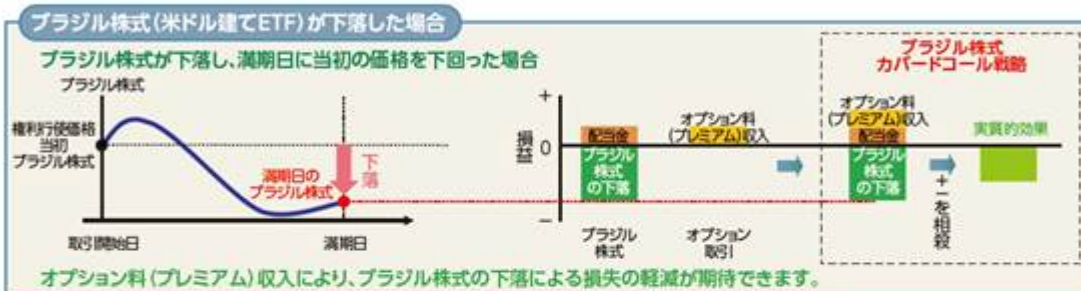 ブラジル株式(米ドル建てETF)が下落した場合
ブラジル株式が下落し、満期日に当初の価格を下回った場合
ブラジル株式
権利行使価格
当初
ブラジル株式
満期日の
ブラジル株式
下落
取引開始日
満期日
損益
+
0
−
配当金
ブラジル
株式
の下落
オプション料
(プレミアム)収入
ブラジル
株式
オプション
取引
ブラジル株式
カバードコール戦略
オプション料
(プレミアム)収入
配当金
ブラジル
株式
の下落
+−を相殺
実質的効果
オプション料(プレミアム)収入により、ブラジル株式の下落による損失の軽減が期待できます。